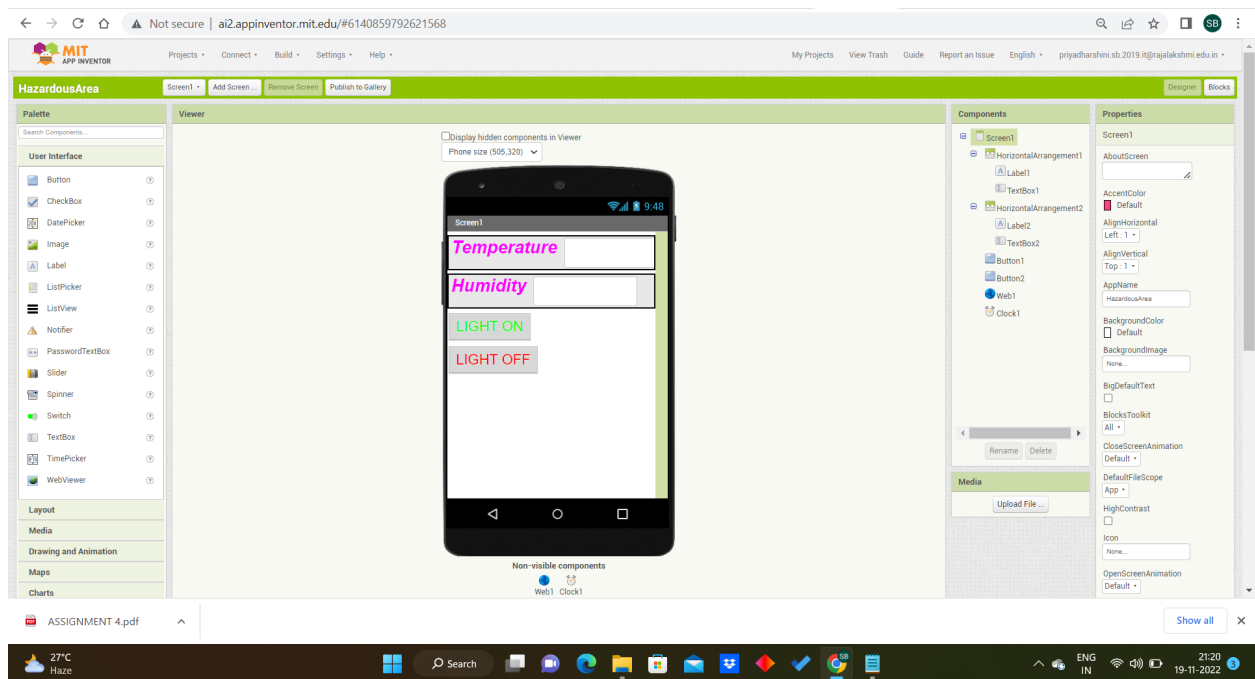 Not secure | ai2.appinventor.mit.edu/#6140859792621568 SB
MIT APP INVENTOR Projects Connect Build Settings Help My Projects View Trash Guide Report an Issue English priyadharshini.sb.2019.it@rajalakshmi.edu.in
HazardousArea Screen1 Add Screen ... Remove Screen Publish to Gallery Designer Blocks
Palette
Search Components...
User Interface
Button
CheckBox
DatePicker
Image
Label
ListPicker
ListView
Notifier
PasswordTextBox
Slider
Spinner
Switch
TextBox
TimePicker
WebViewer
Layout
Media
Drawing and Animation
Maps
Charts
Viewer
Display hidden components in Viewer
Phone size (505,320)
9:48
Screen1
Temperature
Humidity
LIGHT ON
LIGHT OFF
Non-visible components
Web1 Clock1
Components
Screen1
HorizontalArrangement1
Label1
TextBox1
HorizontalArrangement2
Label2
TextBox2
Button1
Button2
Web1
Clock1
Rename Delete
Media
Upload File ...
Properties
Screen1
AboutScreen
AccentColor
Default
AlignHorizontal
Left : 1
AlignVertical
Top : 1
AppName
HazardousArea
BackgroundColor
Default
BackgroundImage
None...
BigDefaultText
BlocksToolkit
All
CloseScreenAnimation
Default
DefaultFileScope
App
HighContrast
Icon
None...
OpenScreenAnimation
Default
PDF ASSIGNMENT 4.pdf Show all
27°C
Haze
Search
SB
ENG
IN
21:20
19-11-2022
3